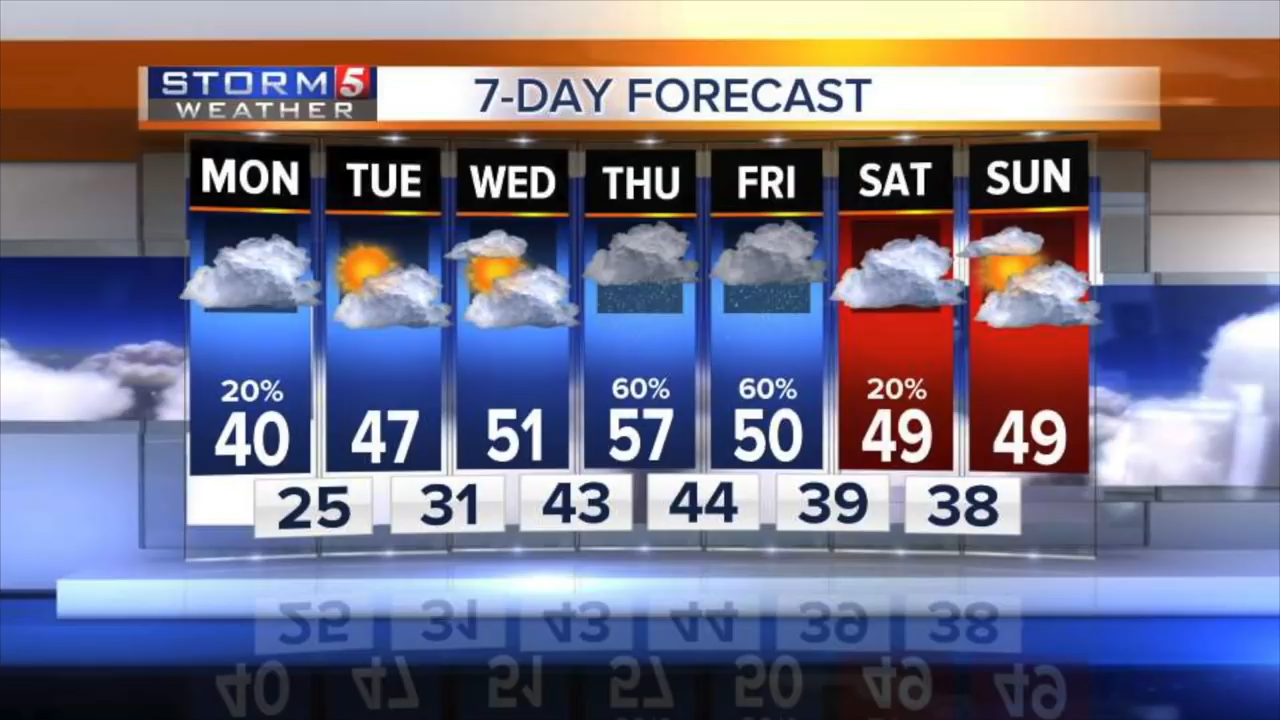 STORM 5
WEATHER
7-DAY FORECAST
MON TUE WED THU FRI SAT SUN
20% 60% 60% 20%
40 47 51 57 50 49 49
25 31 43 44 39 38